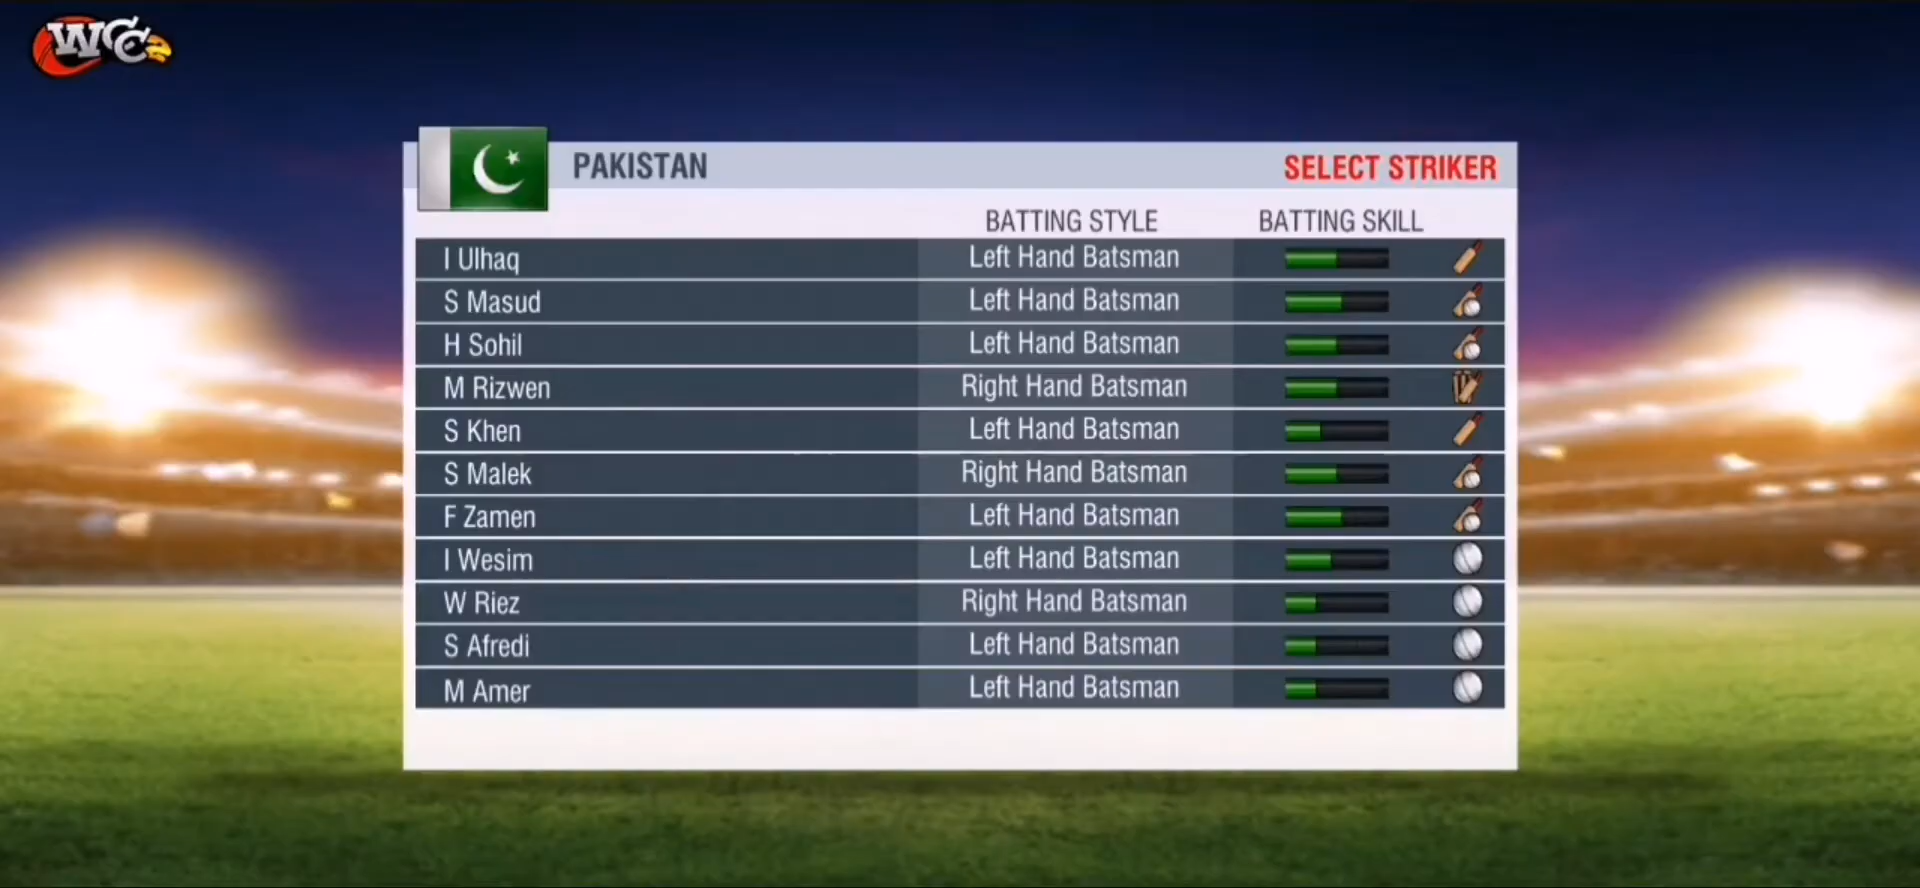 WCC
PAKISTAN SELECT STRIKER
BATTING STYLE BATTING SKILL
I Ulhaq Left Hand Batsman
S Masud Left Hand Batsman
H Sohil Left Hand Batsman
M Rizwen Right Hand Batsman
S Khen Left Hand Batsman
S Malek Right Hand Batsman
F Zamen Left Hand Batsman
I Wesim Left Hand Batsman
W Riez Right Hand Batsman
S Afredi Left Hand Batsman
M Amer Left Hand Batsman